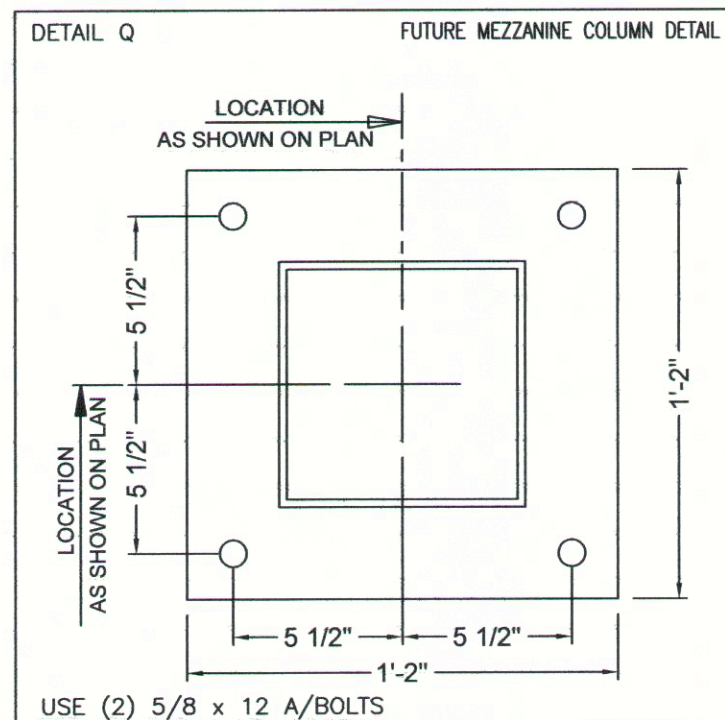 DETAIL Q
FUTURE MEZZANINE COLUMN DETAIL
LOCATION
AS SHOWN ON PLAN
5 1/2"
5 1/2"
LOCATION
AS SHOWN ON PLAN
1'-2"
5 1/2"
5 1/2"
1'-2"
USE (2) 5/8 x 12 A/BOLTS